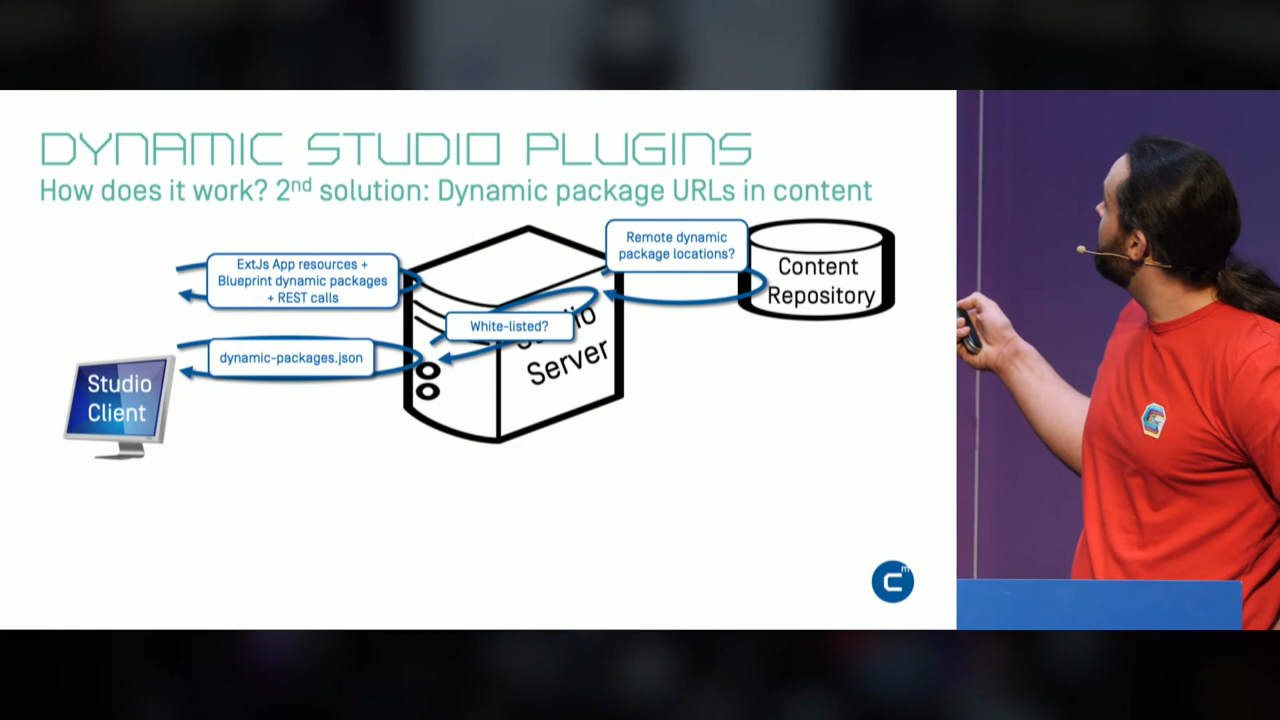 DYNAMIC STUDIO PLUGINS
How does it work? 2nd solution: Dynamic package URLs in content
Remote dynamic
package locations?
Content
Repository
ExtJs App resources +
Blueprint dynamic packages
+ REST calls
White-listed?
Server
dynamic-packages.json
Studio
Client
C m